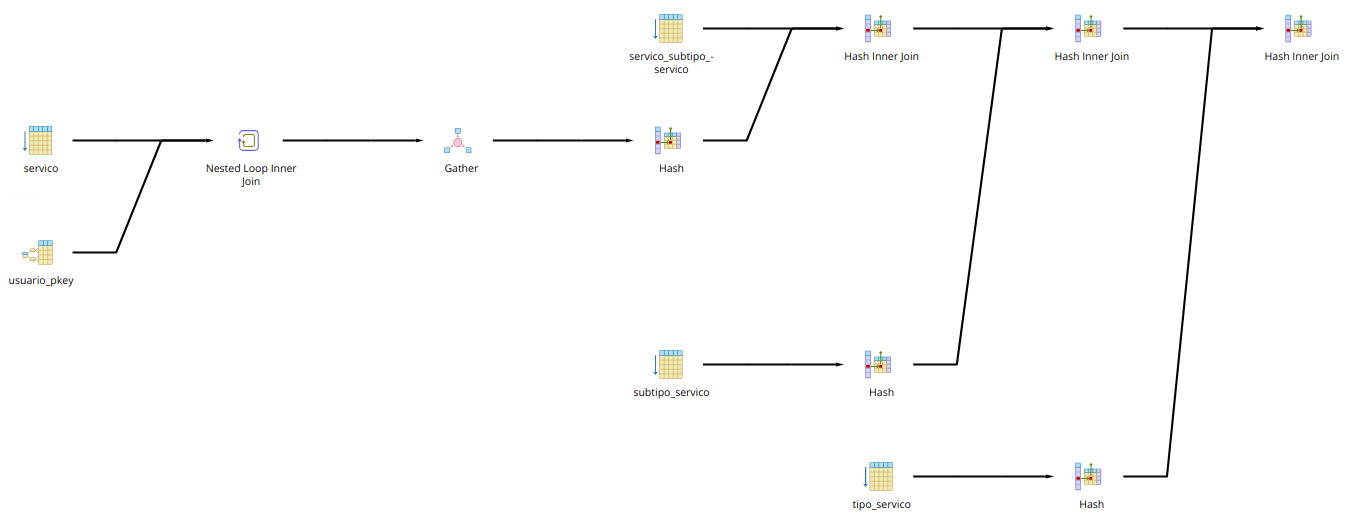 servico_subtipo_-
servico
Hash Inner Join
Hash Inner Join
Hash Inner Join
servico
Nested Loop Inner
Join
Gather
Hash
usuario_pkey
subtipo_servico
Hash
tipo_servico
Hash